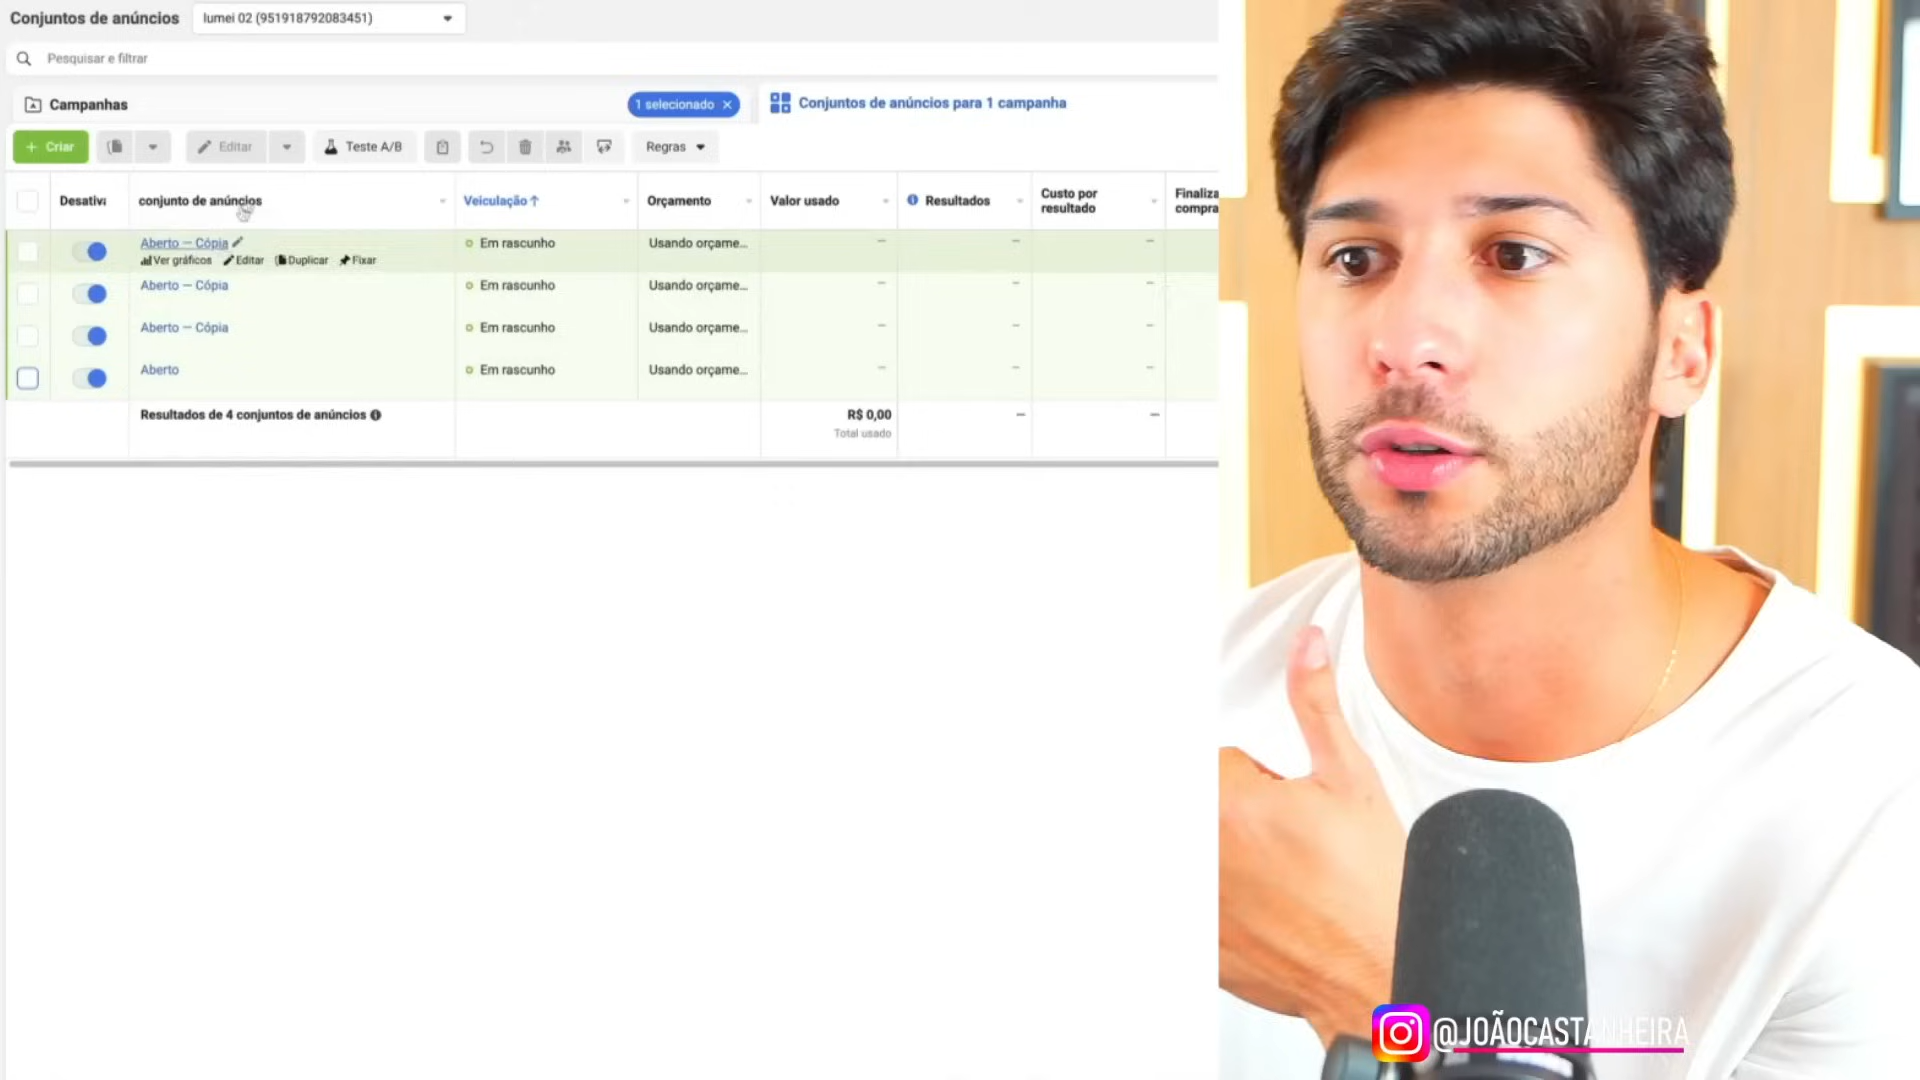 Conjuntos de anúncios
lumei 02 (951918792083451)
Pesquisar e filtrar
Campanhas
1 selecionado ×
Conjuntos de anúncios para 1 campanha
+ Criar
Editar
Teste A/B
Regras
Desativa
conjunto de anúncios
Veiculação↑
Orçamento
Valor usado
Resultados
Custo por
resultado
Finaliza
compra
Aberto — Cópia
Em rascunho
Usando orçame...
—
—
—
Ver gráficos
Editar
Duplicar
Fixar
Aberto — Cópia
Em rascunho
Usando orçame...
—
—
—
Aberto — Cópia
Em rascunho
Usando orçame...
—
—
—
Aberto
Em rascunho
Usando orçame...
—
—
—
Resultados de 4 conjuntos de anúncios
R$ 0,00
—
—
Total usado
@JOÃOCASTANHEIRA